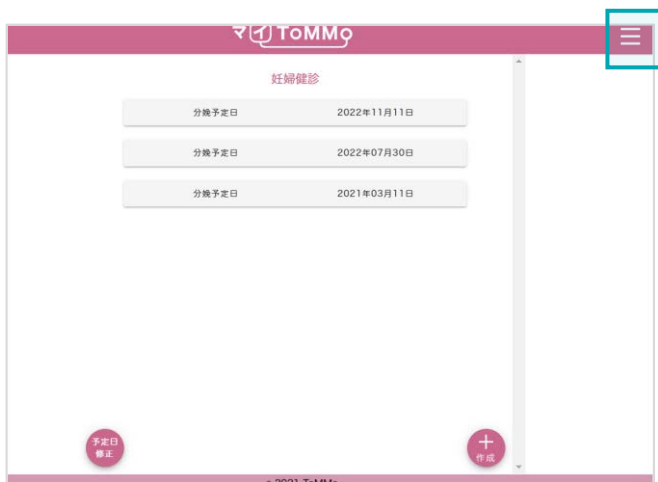 マイToMMo
妊婦健診
分娩予定日 2022年11月11日
分娩予定日 2022年07月30日
分娩予定日 2021年03月11日
予定日
修正
作成
© 2021 ToMMo